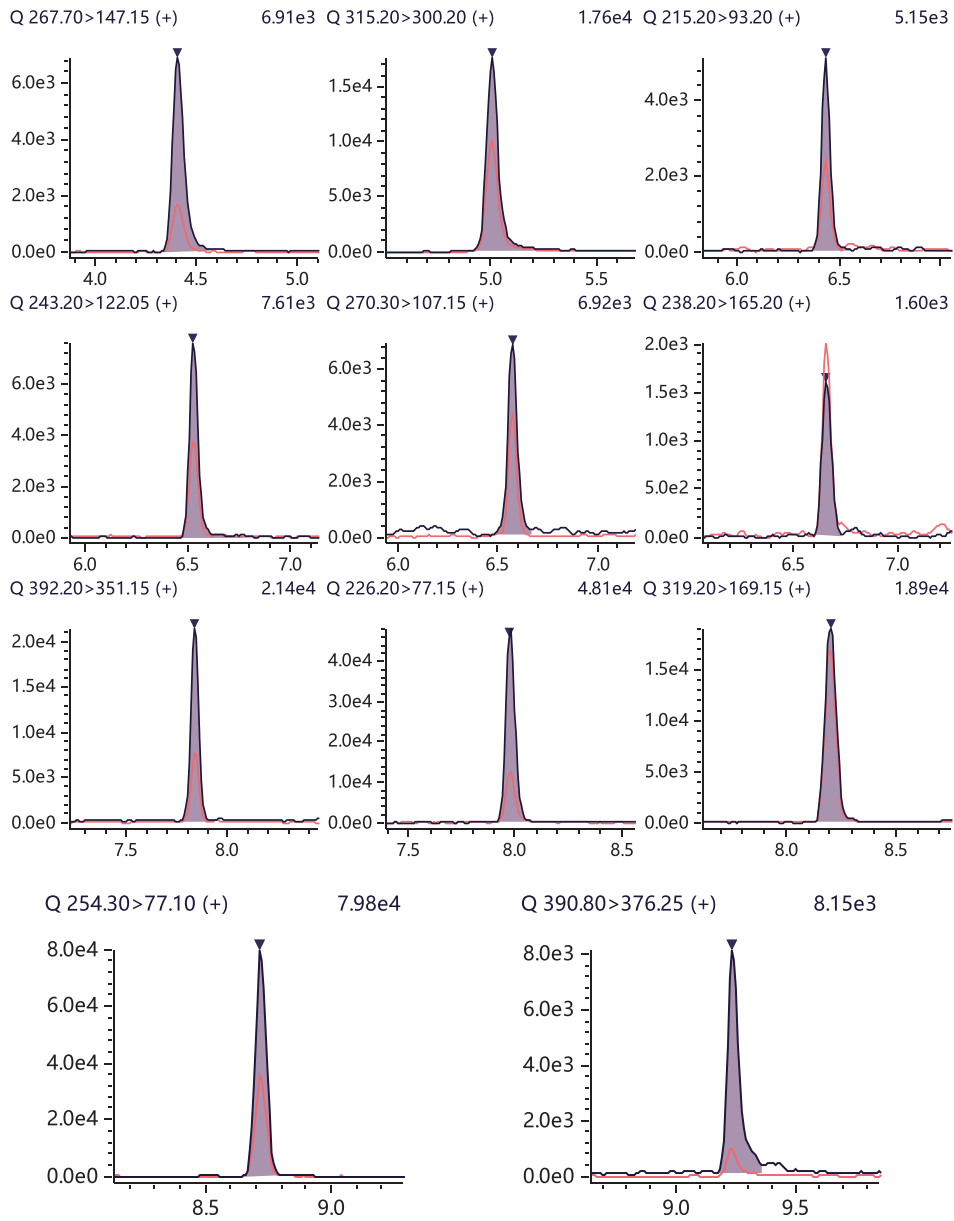 Q 267.70>147.15 (+) 6.91e3 Q 315.20>300.20 (+) 1.76e4 Q 215.20>93.20 (+) 5.15e3
6.0e3 1.5e4 4.0e3
4.0e3 1.0e4
2.0e3 5.0e3 2.0e3
0.0e0 0.0e0 0.0e0
4.0 4.5 5.0 5.0 5.5 6.0 6.5
Q 243.20>122.05 (+) 7.61e3 Q 270.30>107.15 (+) 6.92e3 Q 238.20>165.20 (+) 1.60e3
6.0e3 6.0e3 2.0e3
4.0e3 4.0e3 1.5e3
2.0e3 2.0e3 1.0e3
5.0e2
0.0e0 0.0e0 0.0e0
6.0 6.5 7.0 6.0 6.5 7.0 6.5 7.0
Q 392.20>351.15 (+) 2.14e4 Q 226.20>77.15 (+) 4.81e4 Q 319.20>169.15 (+) 1.89e4
2.0e4 4.0e4 1.5e4
1.5e4 3.0e4
1.0e4 2.0e4 1.0e4
5.0e3 1.0e4 5.0e3
0.0e0 0.0e0 0.0e0
7.5 8.0 7.5 8.0 8.5 8.0 8.5
Q 254.30>77.10 (+) 7.98e4 Q 390.80>376.25 (+) 8.15e3
8.0e4 8.0e3
6.0e4 6.0e3
4.0e4 4.0e3
2.0e4 2.0e3
0.0e0 0.0e0
8.5 9.0 9.0 9.5